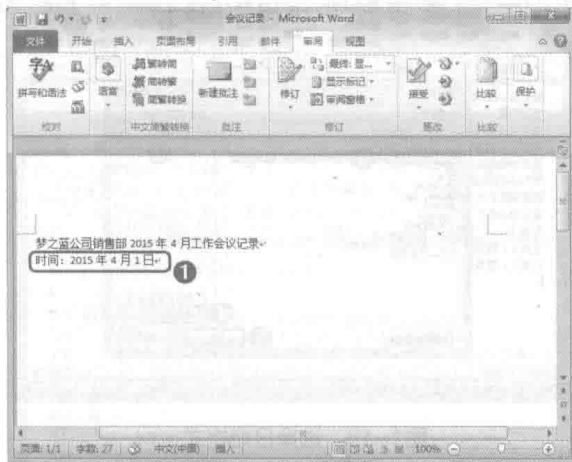 会议记录 - Microsoft Word
文件 开始 插入 页面布局 引用 邮件 审阅 视图
拼写和语法 语言 繁转简 简转繁 简繁转换 新建批注 修订 最终: 显... 显示标记 审阅窗格 接受 比较 保护
校对 中文简繁转换 批注 修订 更改 比较
梦之蓝公司销售部 2015 年 4 月工作会议记录
时间: 2015 年 4 月 1 日
1
页面: 1/1 字数: 27 中文(中国) 插入 100%